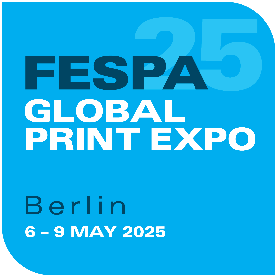 25
FESPA
GLOBAL
PRINT EXPO
Berlin
6 – 9 MAY 2025